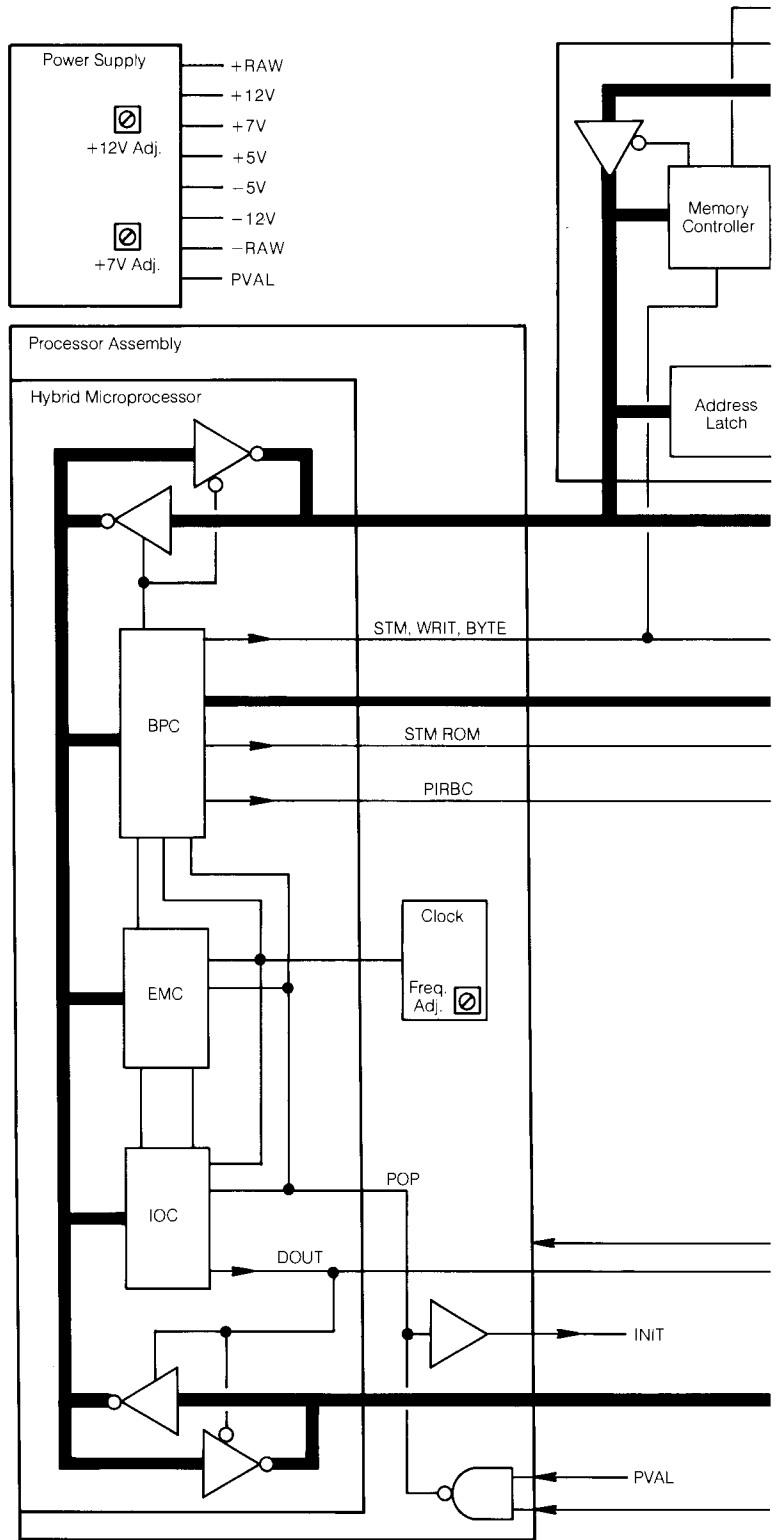 Power Supply
+RAW
+12V
+7V
+5V
−5V
−12V
−RAW
PVAL
+12V Adj.
+7V Adj.
Memory
Controller
Address
Latch
Processor Assembly
Hybrid Microprocessor
STM, WRIT, BYTE
BPC
STM ROM
PIRBC
Clock
Freq.
Adj.
EMC
POP
IOC
DOUT
INIT
PVAL